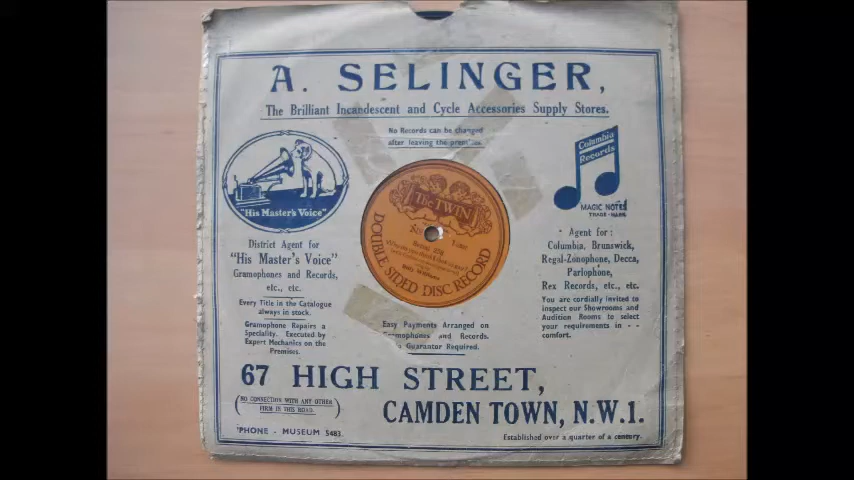 A. SELINGER,
The Brilliant Incandescent and Cycle Accessories Supply Stores.
No Records can be changed
after leaving the premises.
"His Master's Voice"
Columbia
Records
MAGIC NOTES
TRADE-MARK
District Agent for
"His Master's Voice"
Gramophones and Records,
etc., etc.
Every Title in the Catalogue
always in stock.
Gramophone Repairs a
Speciality. Executed by
Expert Mechanics on the
Premises.
The TWIN
DOUBLE SIDED DISC RECORD
Billy Williams
Agent for:
Columbia, Brunswick,
Regal-Zonophone, Decca,
Parlophone,
Rex Records, etc., etc.
You are cordially invited to
inspect our Showrooms and
Audition Rooms to select
your requirements in - -
comfort.
Easy Payments Arranged on
Gramophones and Records.
Guarantor Required.
67 HIGH STREET,
(NO CONNECTION WITH ANY OTHER
FIRM IN THIS ROAD)
CAMDEN TOWN, N.W.1.
'PHONE - MUSEUM 5483.
Established over a quarter of a century.